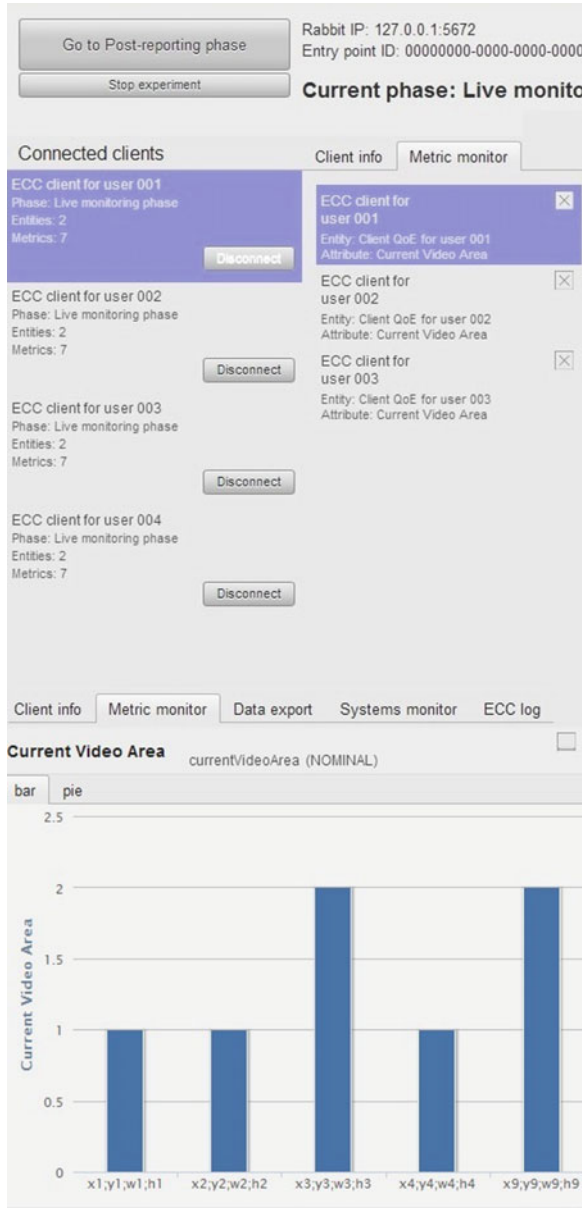 Go to Post-reporting phase
Stop experiment
Rabbit IP: 127.0.0.1:5672
Entry point ID: 00000000-0000-0000-0000
Current phase: Live monito
Connected clients
ECC client for user 001
Phase: Live monitoring phase
Entities: 2
Metrics: 7
Disconnect
ECC client for user 002
Phase: Live monitoring phase
Entities: 2
Metrics: 7
Disconnect
ECC client for user 003
Phase: Live monitoring phase
Entities: 2
Metrics: 7
Disconnect
ECC client for user 004
Phase: Live monitoring phase
Entities: 2
Metrics: 7
Disconnect
Client info Metric monitor
ECC client for
user 001
Entity: Client QoE for user 001
Attribute: Current Video Area
ECC client for
user 002
Entity: Client QoE for user 002
Attribute: Current Video Area
ECC client for
user 003
Entity: Client QoE for user 003
Attribute: Current Video Area
Client info Metric monitor Data export Systems monitor ECC log
Current Video Area currentVideoArea (NOMINAL)
bar pie
Current Video Area
2.5
2
1.5
1
0.5
0
x1;y1;w1;h1 x2;y2;w2;h2 x3;y3;w3;h3 x4;y4;w4;h4 x9;y9;w9;h9